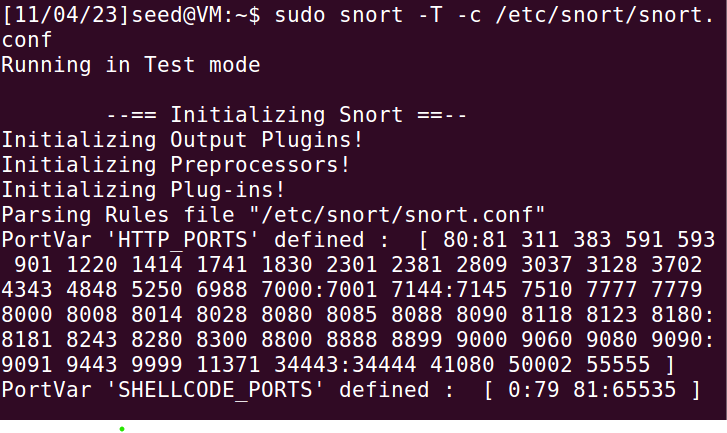 [11/04/23]seed@VM:~$ sudo snort -T -c /etc/snort/snort.
conf
Running in Test mode
--== Initializing Snort ==--
Initializing Output Plugins!
Initializing Preprocessors!
Initializing Plug-ins!
Parsing Rules file "/etc/snort/snort.conf"
PortVar 'HTTP_PORTS' defined :  [ 80:81 311 383 591 593
901 1220 1414 1741 1830 2301 2381 2809 3037 3128 3702
4343 4848 5250 6988 7000:7001 7144:7145 7510 7777 7779
8000 8008 8014 8028 8080 8085 8088 8090 8118 8123 8180:
8181 8243 8280 8300 8800 8888 8899 9000 9060 9080 9090:
9091 9443 9999 11371 34443:34444 41080 50002 55555 ]
PortVar 'SHELLCODE_PORTS' defined :  [ 0:79 81:65535 ]